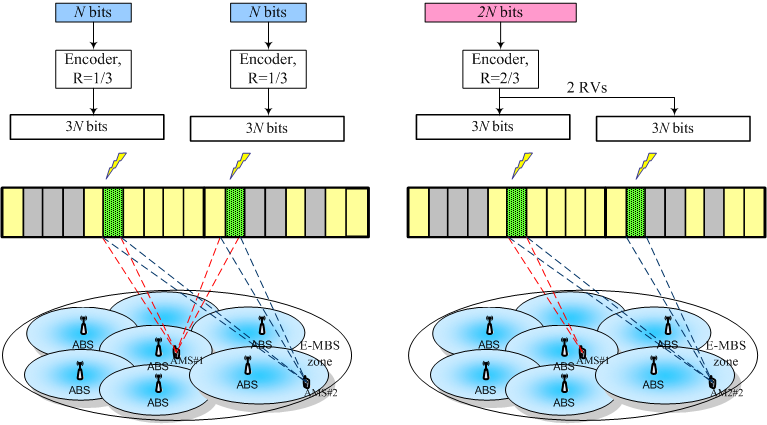 N bits
N bits
2N bits
Encoder,
R=1/3
Encoder,
R=1/3
Encoder,
R=2/3
2 RVs
3N bits
3N bits
3N bits
3N bits
ABS
ABS
ABS
ABS
ABS
ABS
AMS#1
E-MBS
zone
AMS#2
ABS
ABS
ABS
ABS
ABS
ABS
AMS#1
E-MBS
zone
AM2#2